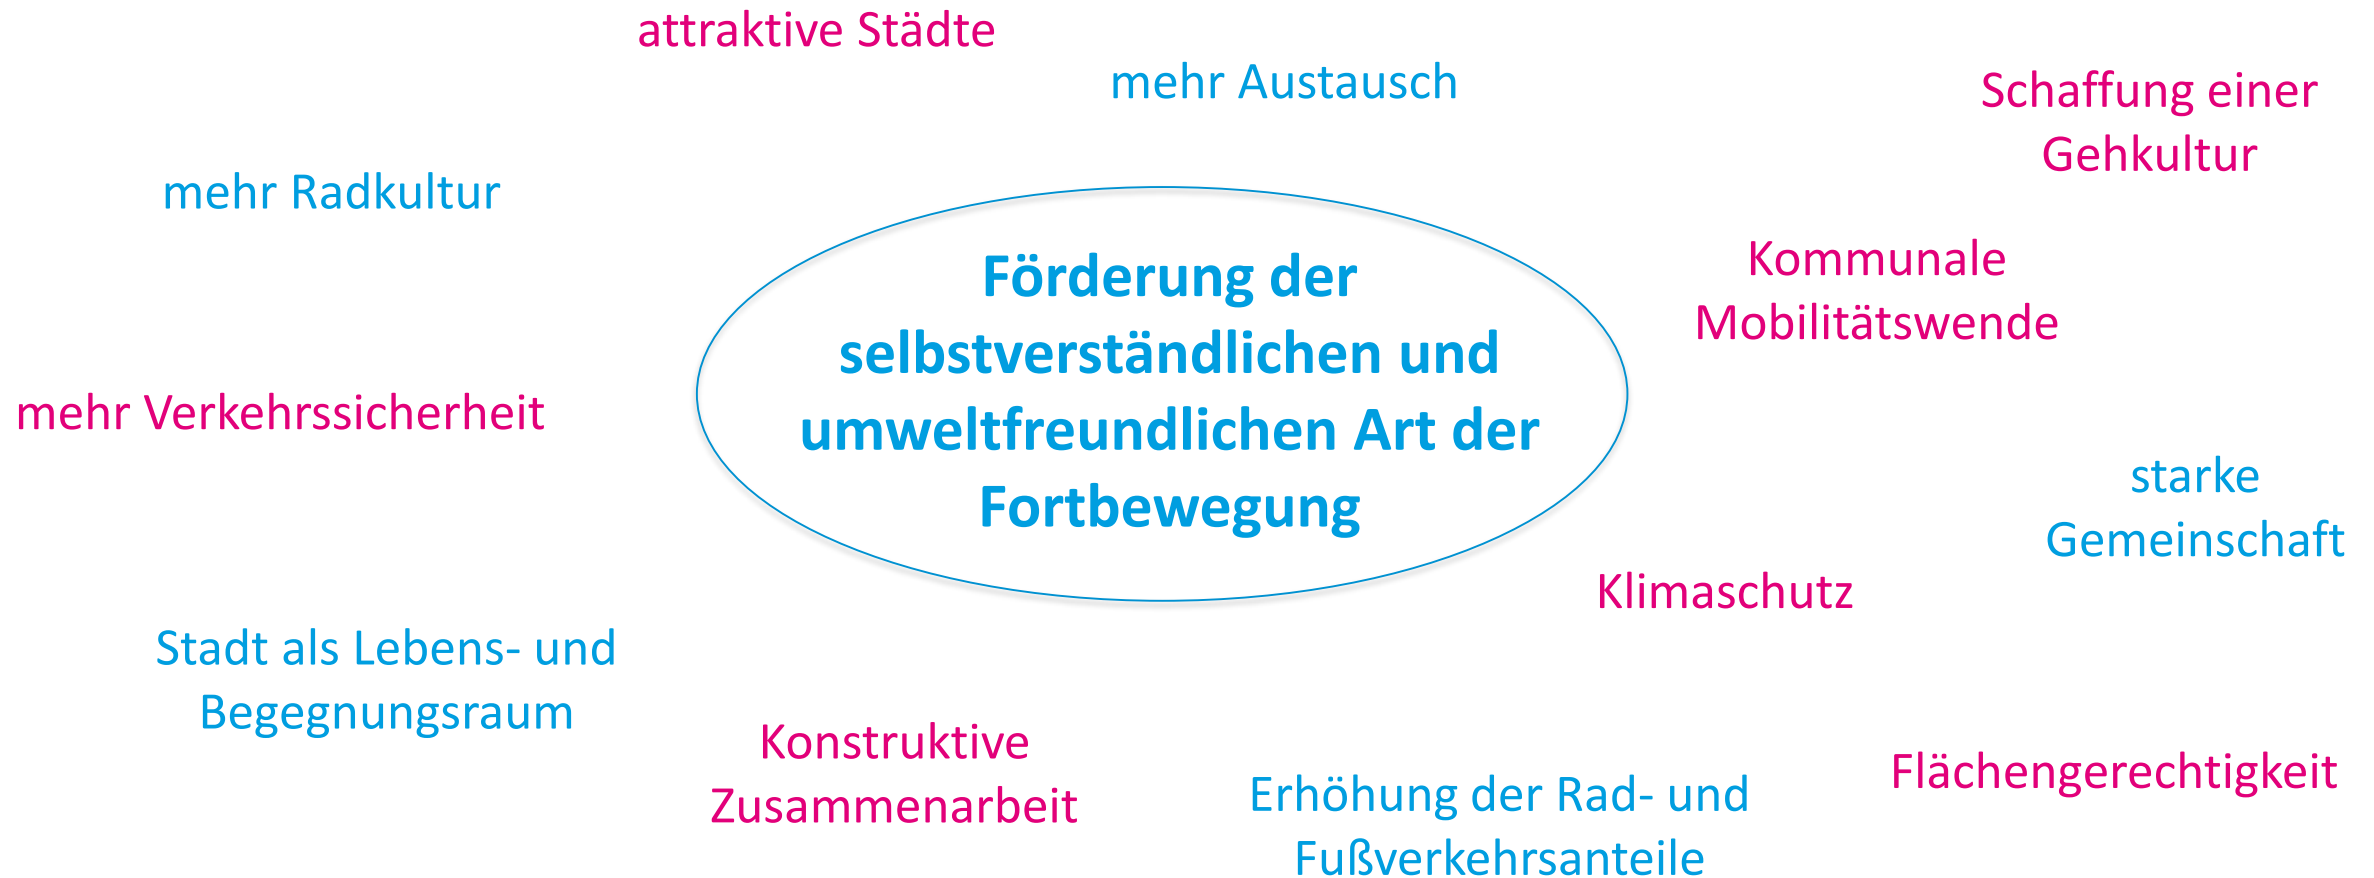 attraktive Städte
mehr Austausch
Schaffung einer
Gehkultur
mehr Radkultur
Förderung der
selbstverständlichen und
umweltfreundlichen Art der
Fortbewegung
Kommunale
Mobilitätswende
mehr Verkehrssicherheit
starke
Gemeinschaft
Klimaschutz
Stadt als Lebens- und
Begegnungsraum
Konstruktive
Zusammenarbeit
Erhöhung der Rad- und
Fußverkehrsanteile
Flächengerechtigkeit